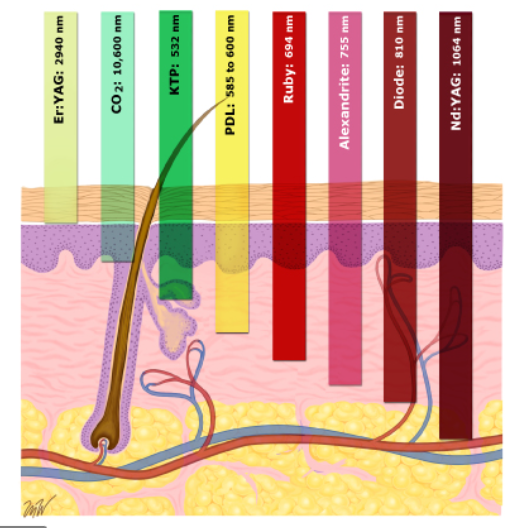 Er:YAG: 2940 nm
CO2: 10,600 nm
KTP: 532 nm
PDL: 585 to 600 nm
Ruby: 694 nm
Alexandrite: 755 nm
Diode: 810 nm
Nd:YAG: 1064 nm